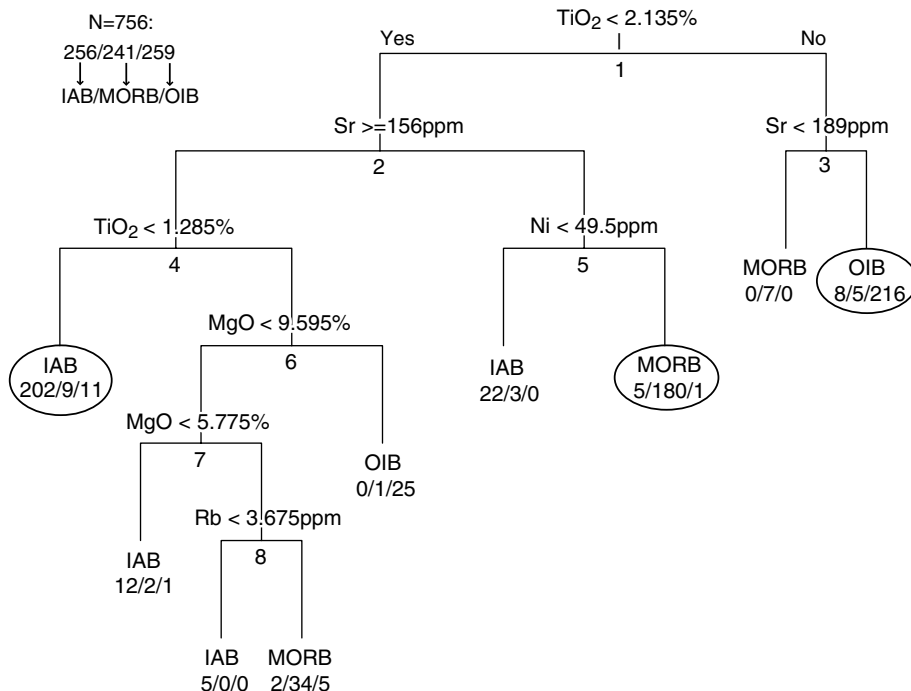 N=756:
256/241/259
IAB/MORB/OIB
TiO₂ < 2.135%
Yes
No
1
Sr >=156ppm
2
Sr < 189ppm
3
TiO₂ < 1.285%
4
Ni < 49.5ppm
5
MORB
0/7/0
OIB
8/5/216
MgO < 9.595%
6
IAB
202/9/11
IAB
22/3/0
MORB
5/180/1
MgO < 5.775%
7
OIB
0/1/25
Rb < 3.675ppm
8
IAB
12/2/1
IAB
5/0/0
MORB
2/34/5